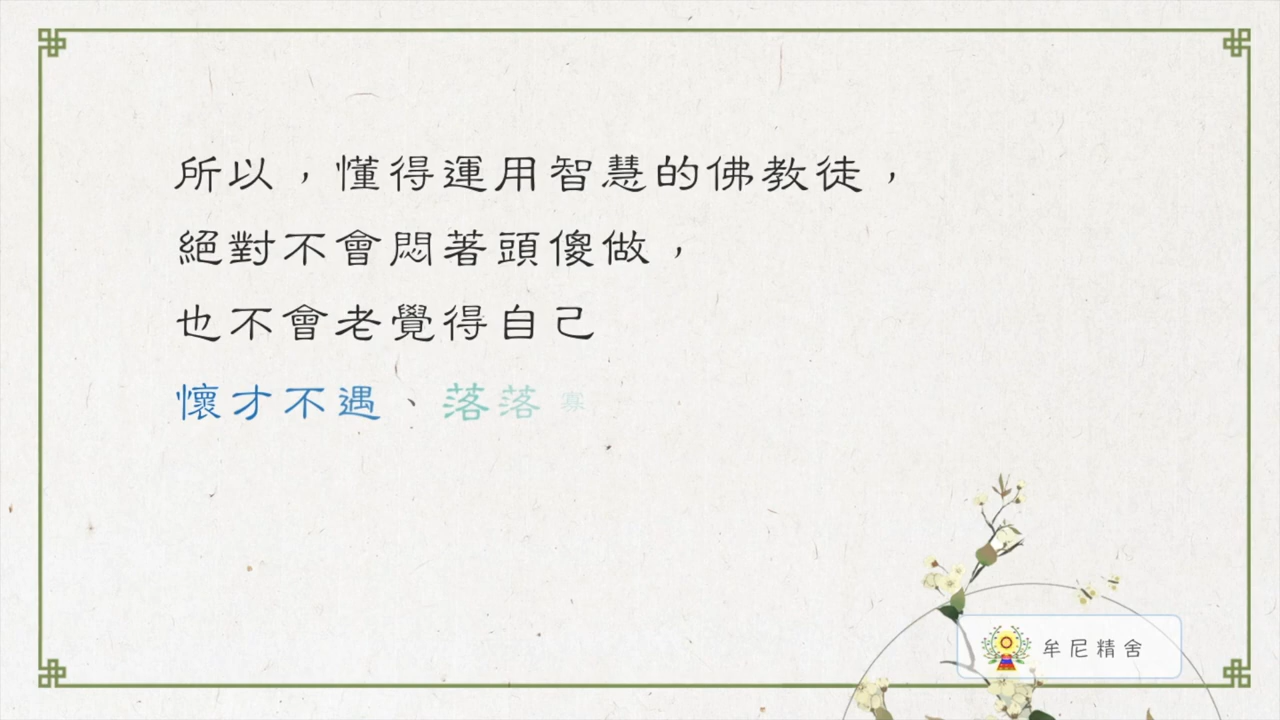 所以，懂得運用智慧的佛教徒，
絕對不會悶著頭傻做，
也不會老覺得自己
懷才不遇、落落寡
牟尼精舍